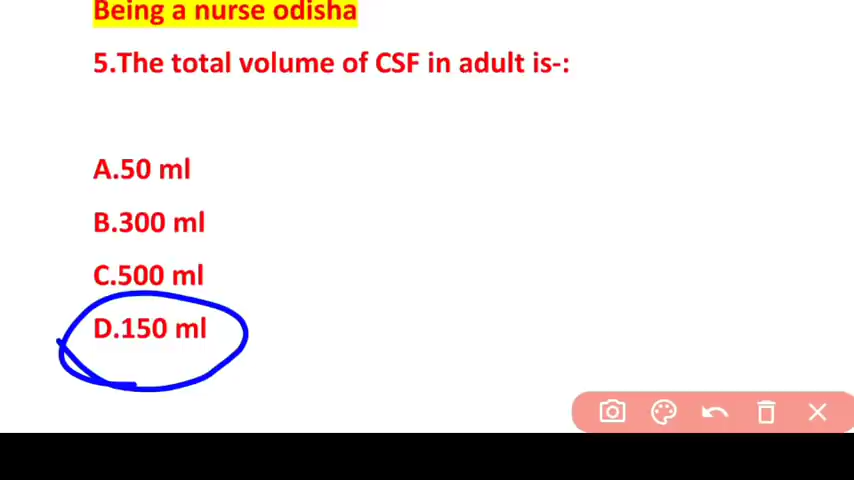 Being a nurse odisha
5.The total volume of CSF in adult is-:
A.50 ml
B.300 ml
C.500 ml
D.150 ml